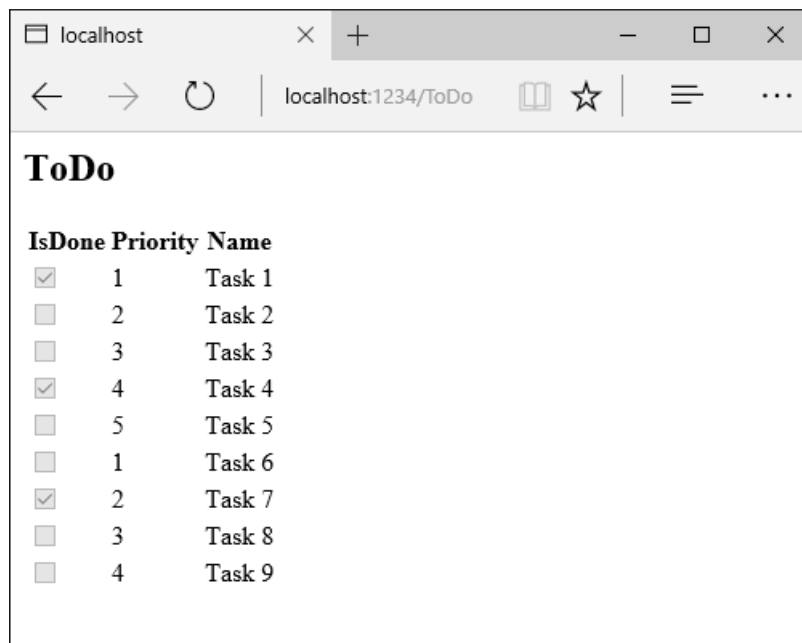 localhost
localhost:1234/ToDo
ToDo
IsDone Priority Name
1 Task 1
2 Task 2
3 Task 3
4 Task 4
5 Task 5
1 Task 6
2 Task 7
3 Task 8
4 Task 9